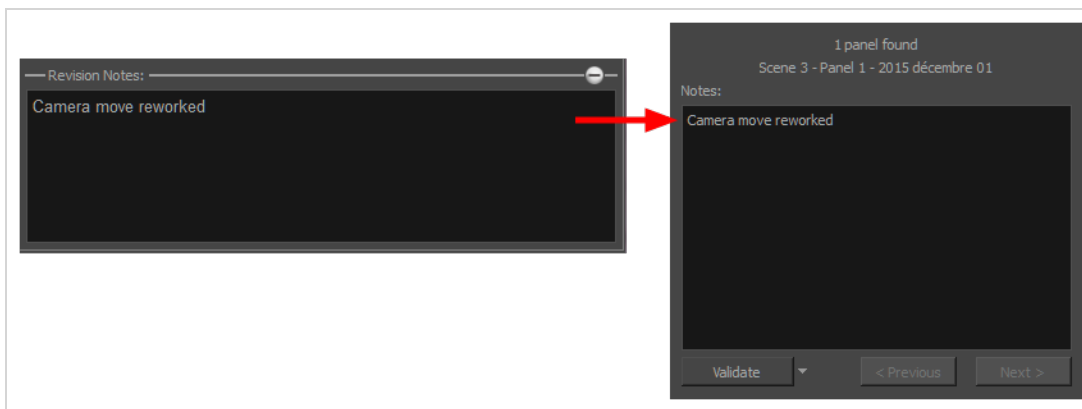 Revision Notes:
Camera move reworked
1 panel found
Scene 3 - Panel 1 - 2015 décembre 01
Notes:
Camera move reworked
Validate
< Previous
Next >